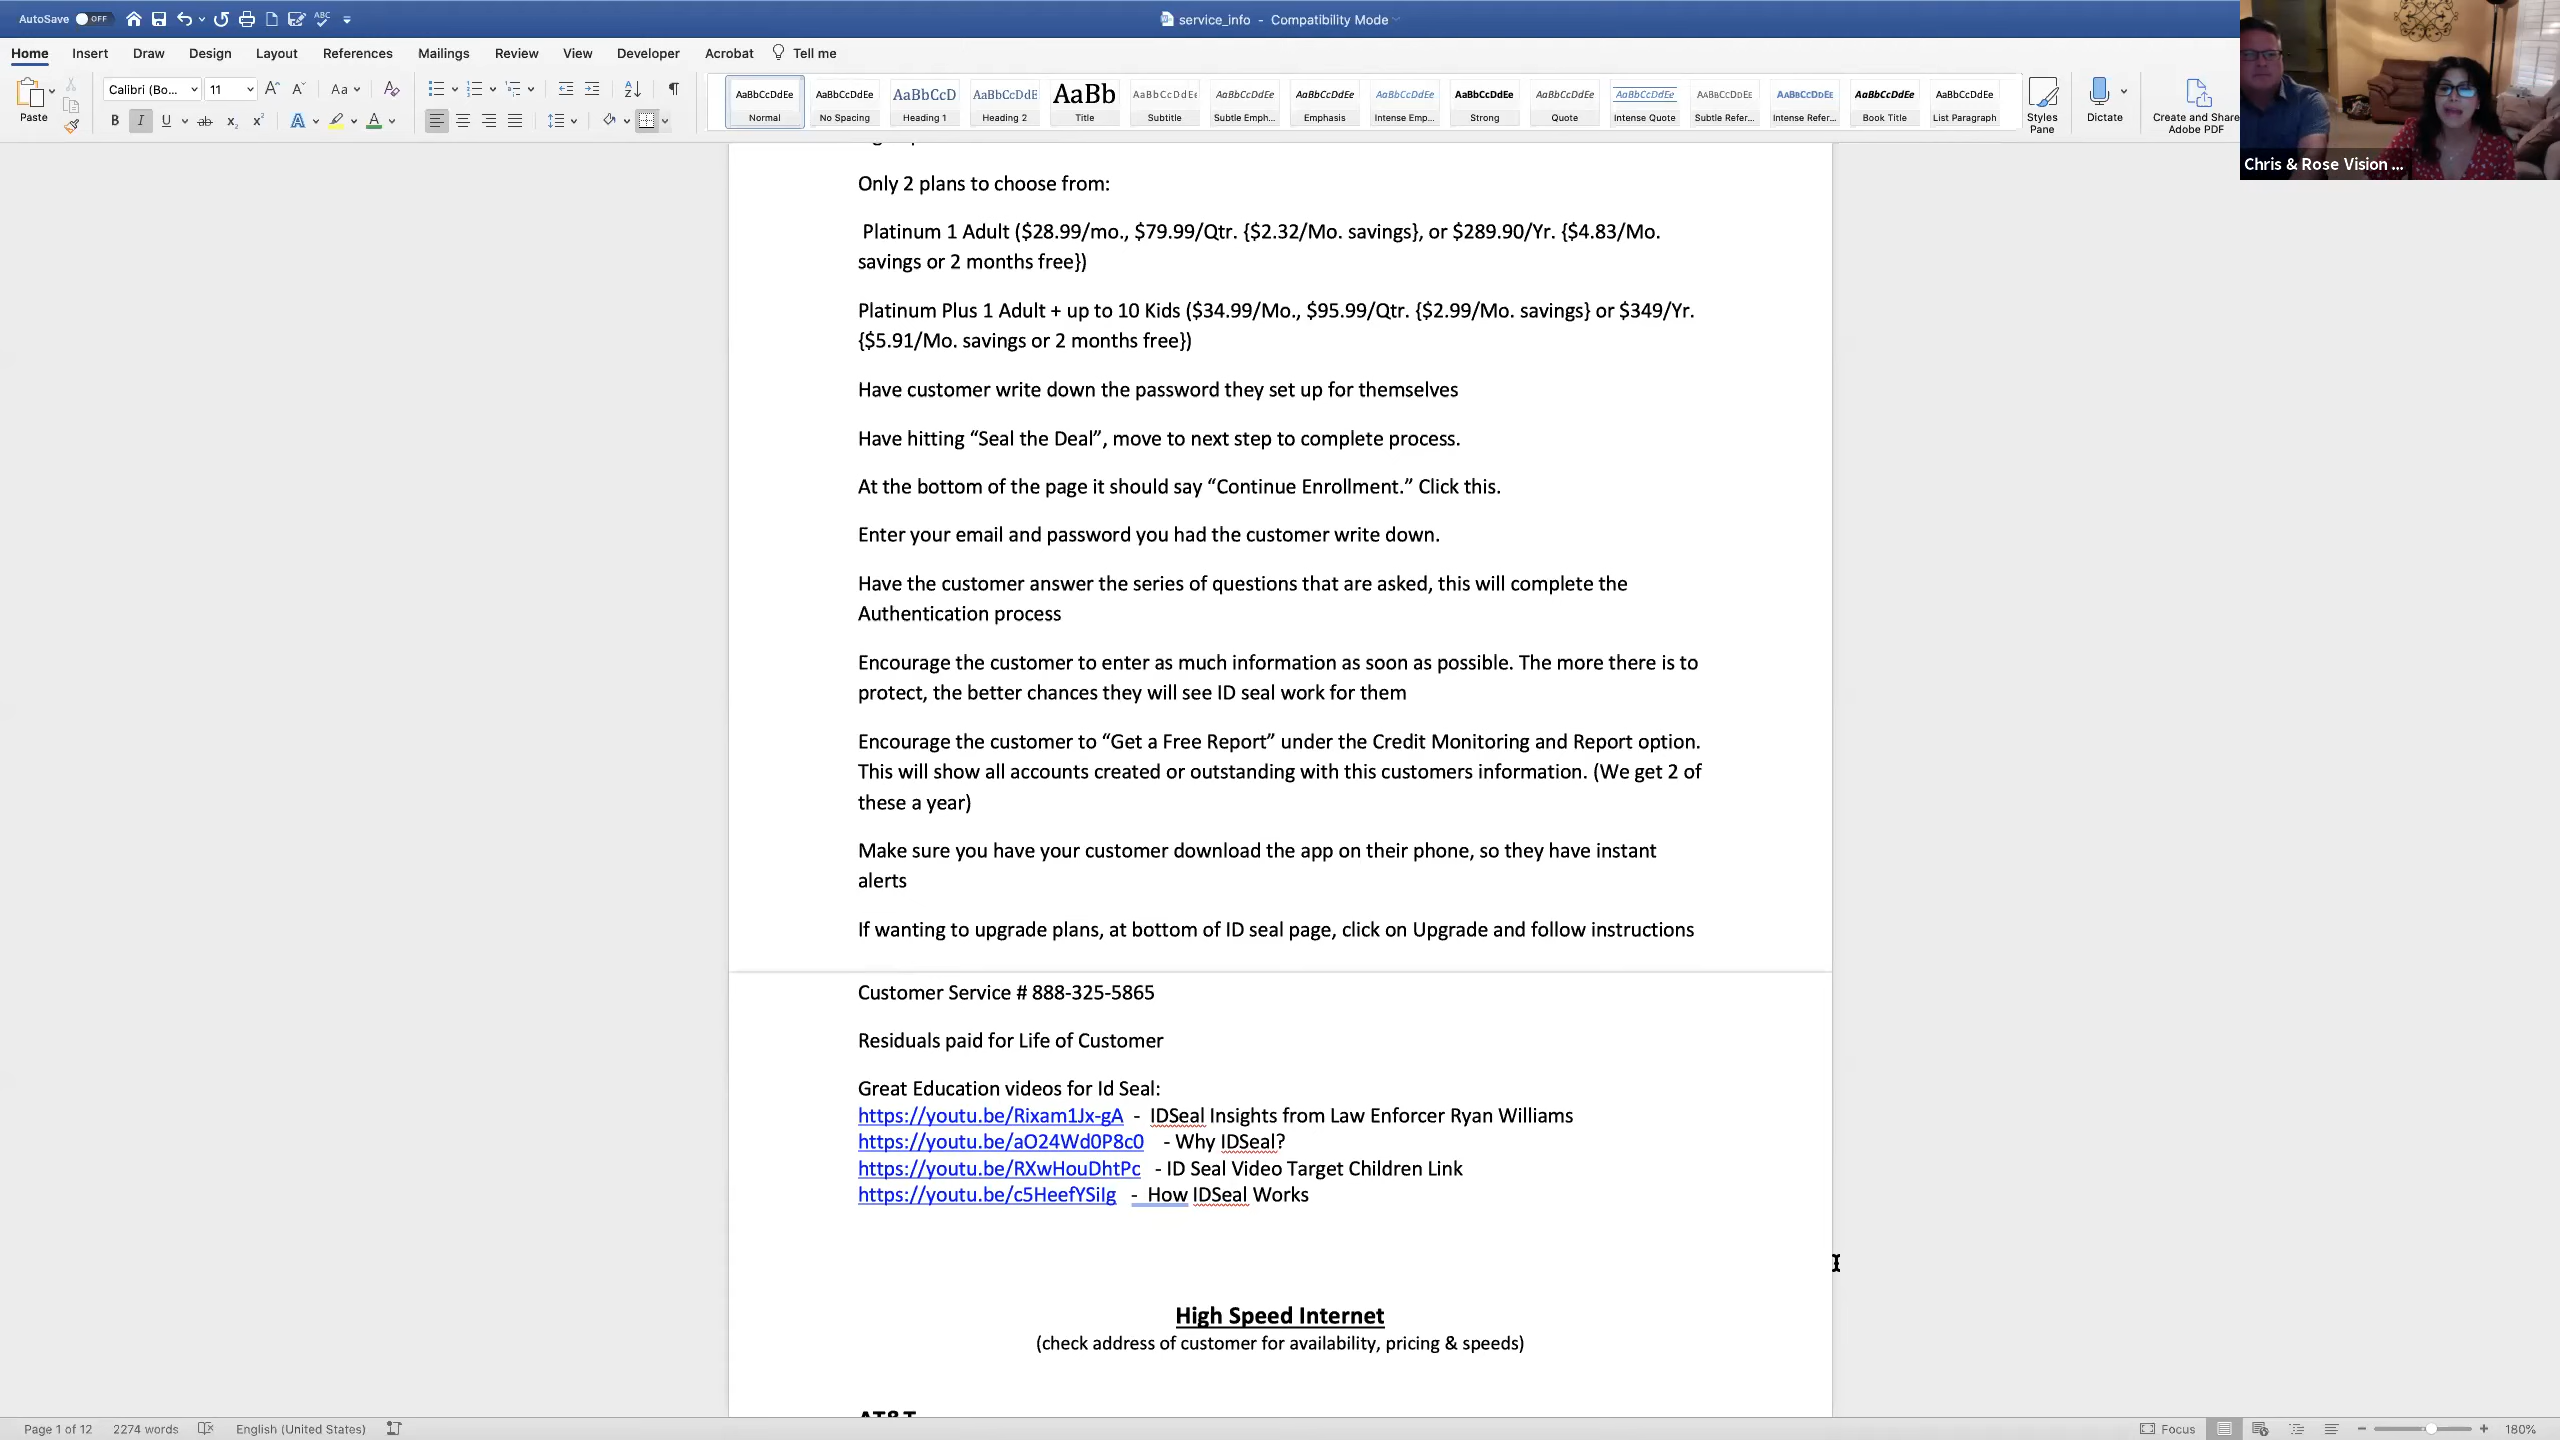 AutoSave OFF
service_info - Compatibility Mode
Home Insert Draw Design Layout References Mailings Review View Developer Acrobat Tell me
Paste
Calibri (Bo... 11
AaBbCcDdEe AaBbCcDdEe AaBbCcD AaBbCcDdE AaBb AaBbCcDdEe AaBbCcDdEe AaBbCcDdEe AaBbCcDdEe AaBbCcDdEe AaBbCcDdEe AaBbCcDdEe AaBbCcDdEe AaBbCcDdEe AaBbCcDdEe AaBbCcDdEe
Normal No Spacing Heading 1 Heading 2 Title Subtitle Subtle Emph... Emphasis Intense Emp... Strong Quote Intense Quote Subtle Refer... Intense Refer... Book Title List Paragraph
Styles Pane
Dictate
Create and Share Adobe PDF
Chris & Rose Vision ...
Only 2 plans to choose from:
Platinum 1 Adult ($28.99/mo., $79.99/Qtr. {$2.32/Mo. savings}, or $289.90/Yr. {$4.83/Mo.
savings or 2 months free})
Platinum Plus 1 Adult + up to 10 Kids ($34.99/Mo., $95.99/Qtr. {$2.99/Mo. savings} or $349/Yr.
{$5.91/Mo. savings or 2 months free})
Have customer write down the password they set up for themselves
Have hitting “Seal the Deal”, move to next step to complete process.
At the bottom of the page it should say “Continue Enrollment.” Click this.
Enter your email and password you had the customer write down.
Have the customer answer the series of questions that are asked, this will complete the
Authentication process
Encourage the customer to enter as much information as soon as possible. The more there is to
protect, the better chances they will see ID seal work for them
Encourage the customer to “Get a Free Report” under the Credit Monitoring and Report option.
This will show all accounts created or outstanding with this customers information. (We get 2 of
these a year)
Make sure you have your customer download the app on their phone, so they have instant
alerts
If wanting to upgrade plans, at bottom of ID seal page, click on Upgrade and follow instructions
Customer Service # 888-325-5865
Residuals paid for Life of Customer
Great Education videos for Id Seal:
https://youtu.be/Rixam1Jx-gA - IDSeal Insights from Law Enforcer Ryan Williams
https://youtu.be/aO24Wd0P8c0 - Why IDSeal?
https://youtu.be/RXwHouDhtPc - ID Seal Video Target Children Link
https://youtu.be/c5HeefYSiIg - How IDSeal Works
High Speed Internet
(check address of customer for availability, pricing & speeds)
AT&T
Page 1 of 12 2274 words English (United States) Focus 180%